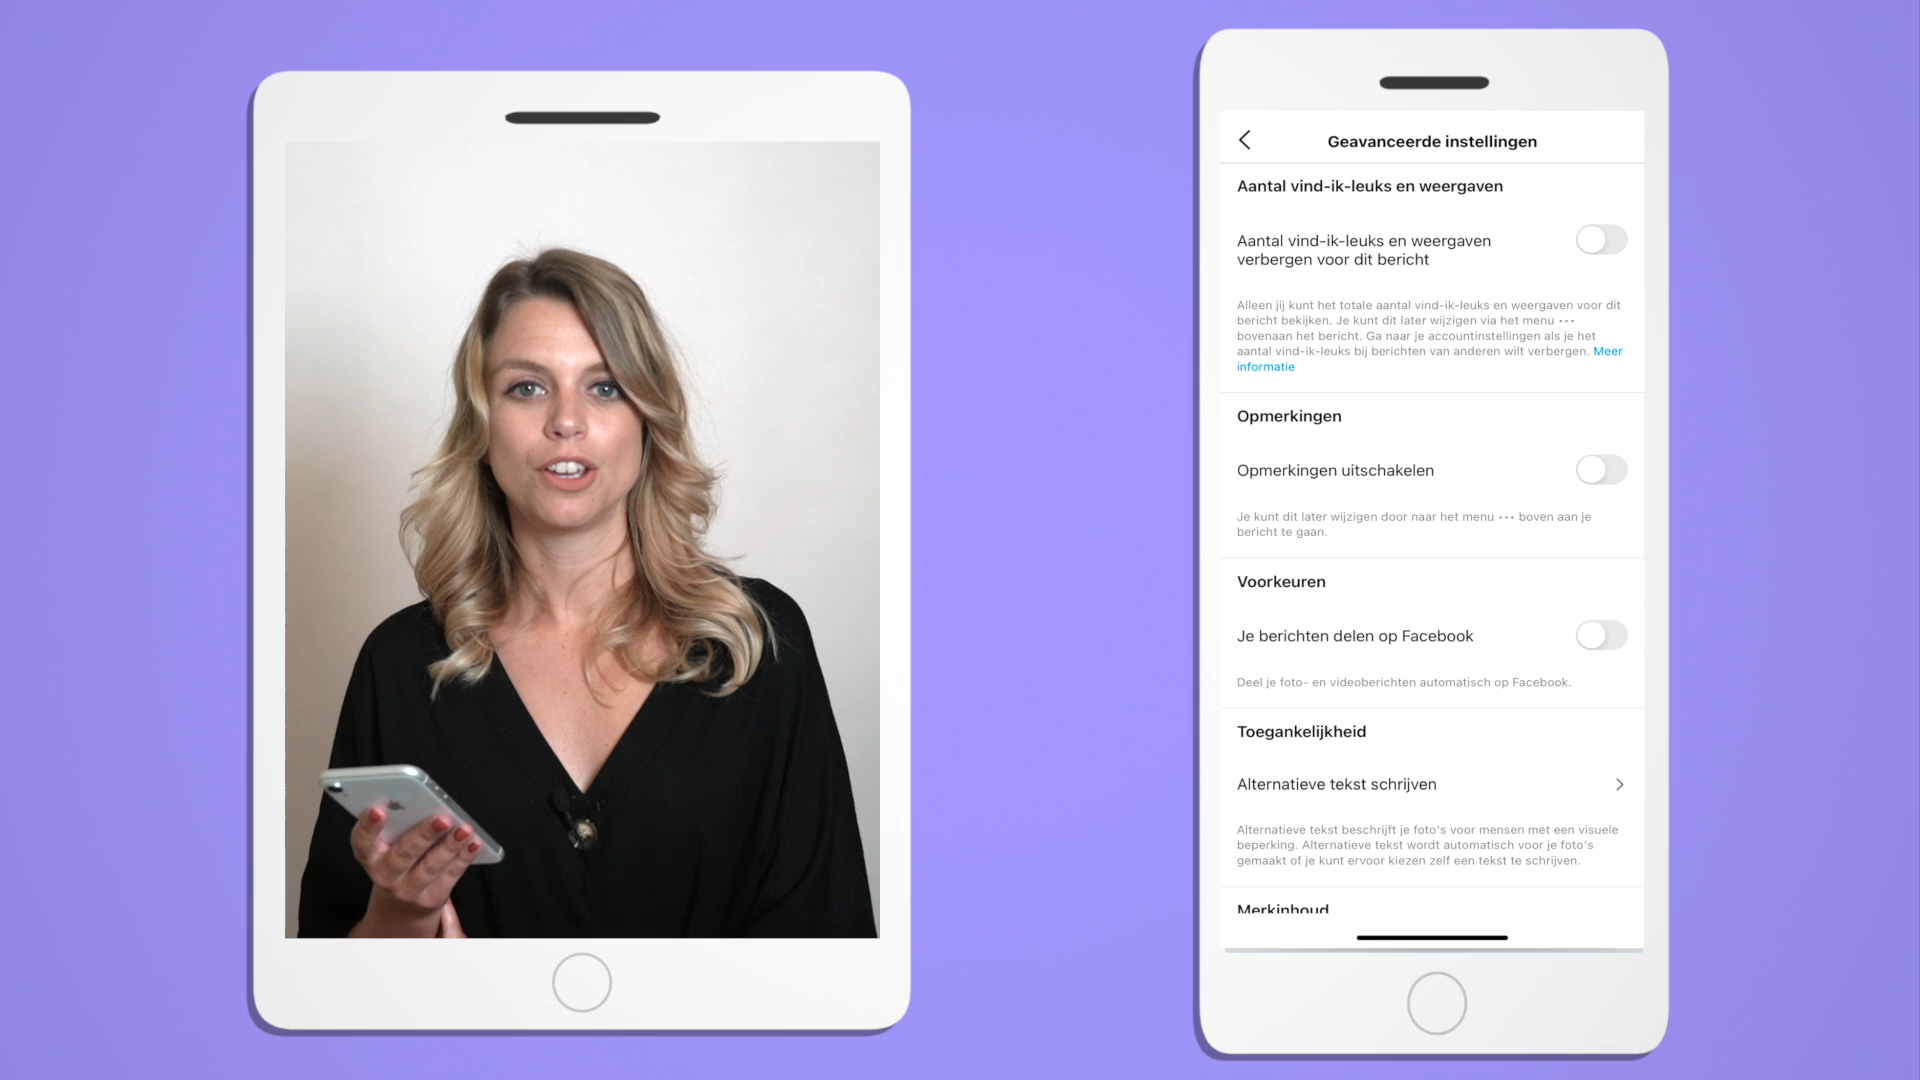 Geavanceerde instellingen
Aantal vind-ik-leuks en weergaven
Aantal vind-ik-leuks en weergaven
verbergen voor dit bericht
Alleen jij kunt het totale aantal vind-ik-leuks en weergaven voor dit
bericht bekijken. Je kunt dit later wijzigen via het menu •••
bovenaan het bericht. Ga naar je accountinstellingen als je het
aantal vind-ik-leuks bij berichten van anderen wilt verbergen. Meer
informatie
Opmerkingen
Opmerkingen uitschakelen
Je kunt dit later wijzigen door naar het menu ••• boven aan je
bericht te gaan.
Voorkeuren
Je berichten delen op Facebook
Deel je foto- en videoberichten automatisch op Facebook.
Toegankelijkheid
Alternatieve tekst schrijven
Alternatieve tekst beschrijft je foto's voor mensen met een visuele
beperking. Alternatieve tekst wordt automatisch voor je foto's
gemaakt of je kunt ervoor kiezen zelf een tekst te schrijven.
Merkinhoud